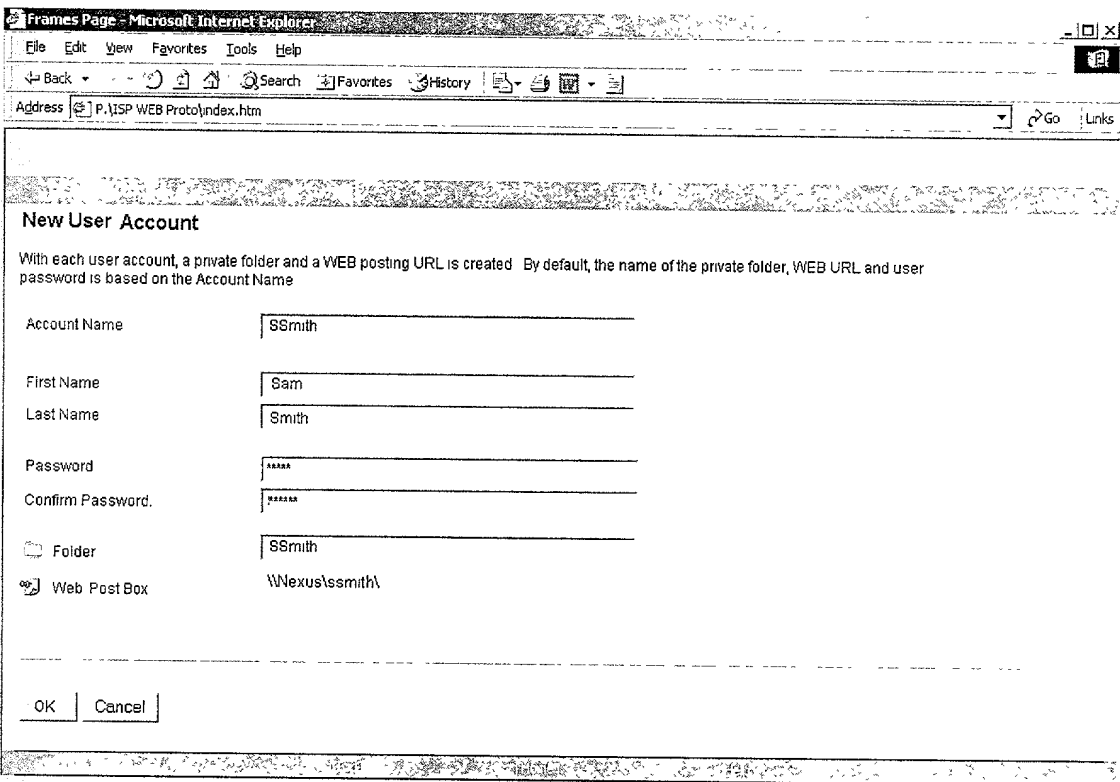 Frames Page - Microsoft Internet Explorer
File Edit View Favorites Tools Help
Back Search Favorites History
Address P.\ISP WEB Proto\index.htm Go Links
New User Account
With each user account, a private folder and a WEB posting URL is created By default, the name of the private folder, WEB URL and user
password is based on the Account Name
Account Name SSmith
First Name Sam
Last Name Smith
Password *****
Confirm Password. ******
Folder SSmith
Web Post Box \\Nexus\ssmith\
OK Cancel